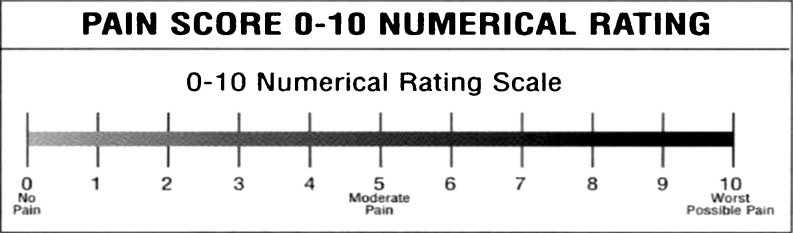 PAIN SCORE 0-10 NUMERICAL RATING
0-10 Numerical Rating Scale
0 1 2 3 4 5 6 7 8 9 10
No Moderate Worst
Pain Pain Possible Pain